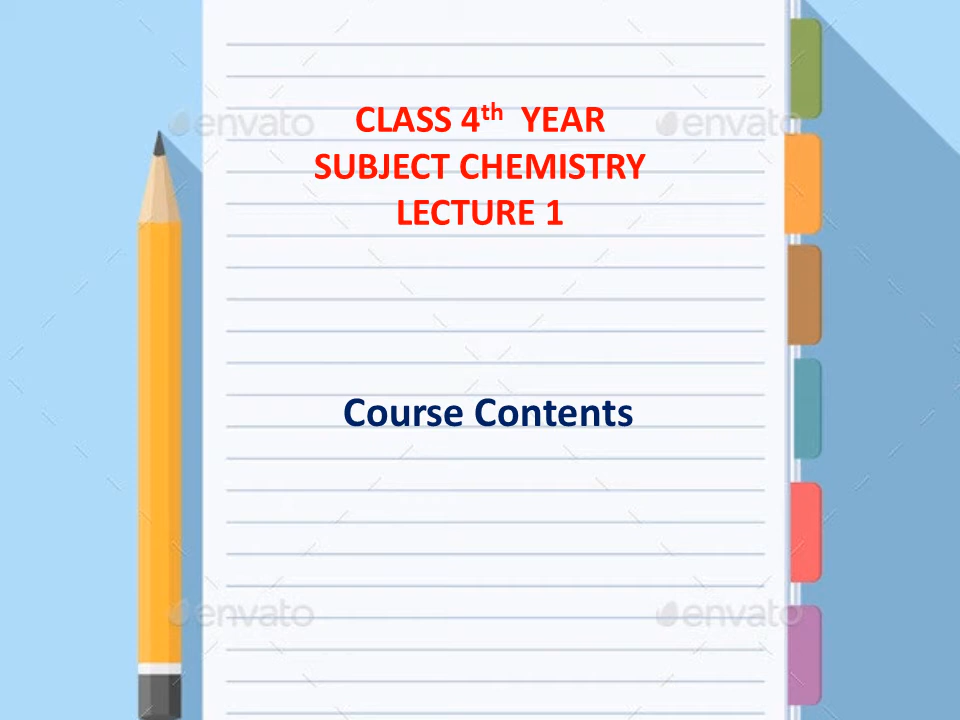 envato envato
CLASS 4th YEAR
SUBJECT CHEMISTRY
LECTURE 1
Course Contents
envato envato